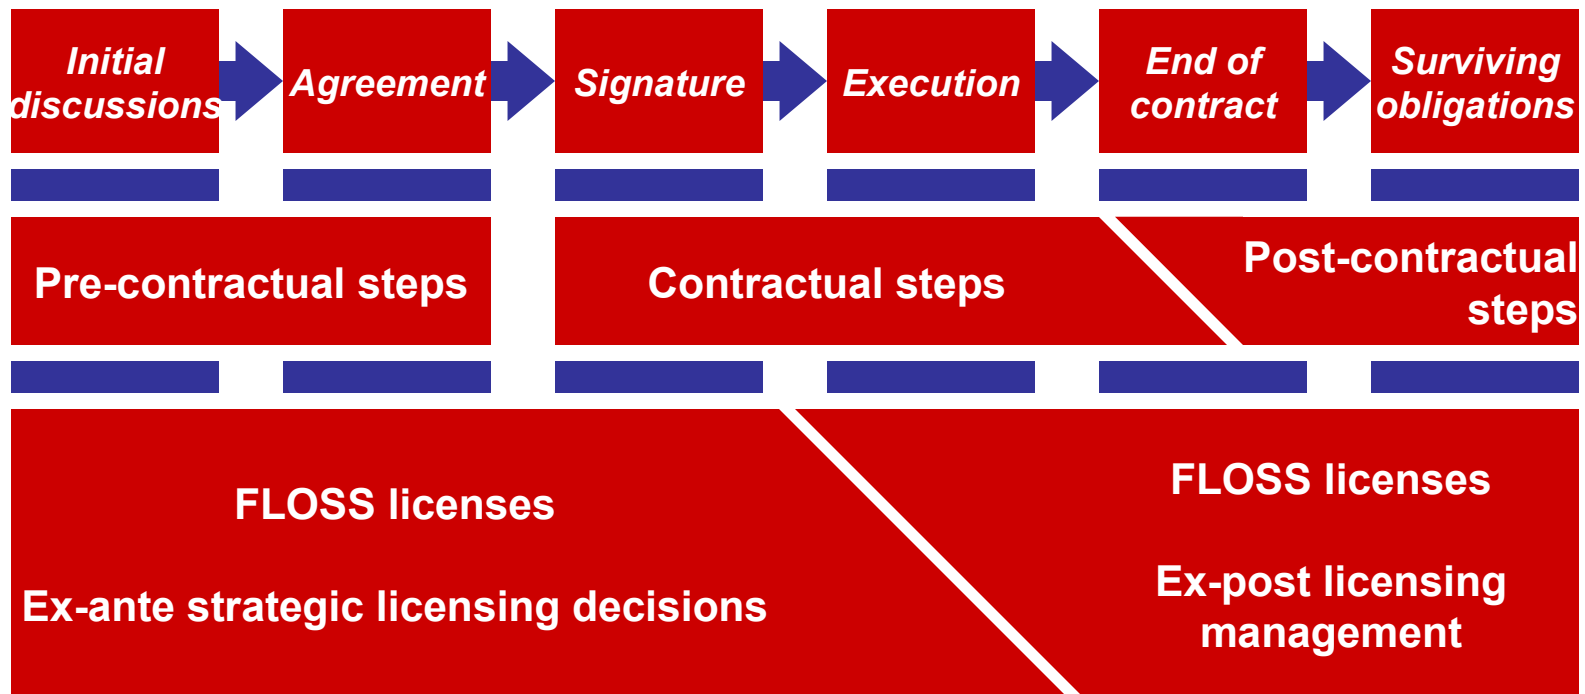 Initial
discussions
Agreement
Signature
Execution
End of
contract
Surviving
obligations
Pre-contractual steps
Contractual steps
Post-contractual
steps
FLOSS licenses
Ex-ante strategic licensing decisions
FLOSS licenses
Ex-post licensing
management